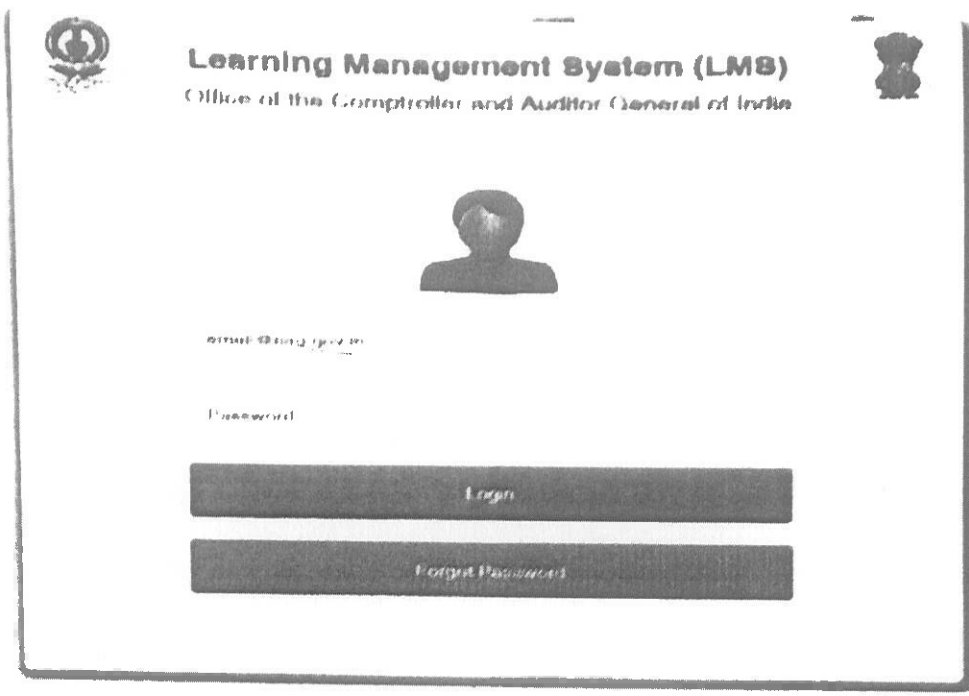 Learning Management System (LMS)
Office of the Comptroller and Auditor General of India
Password
Login
Forgot Password